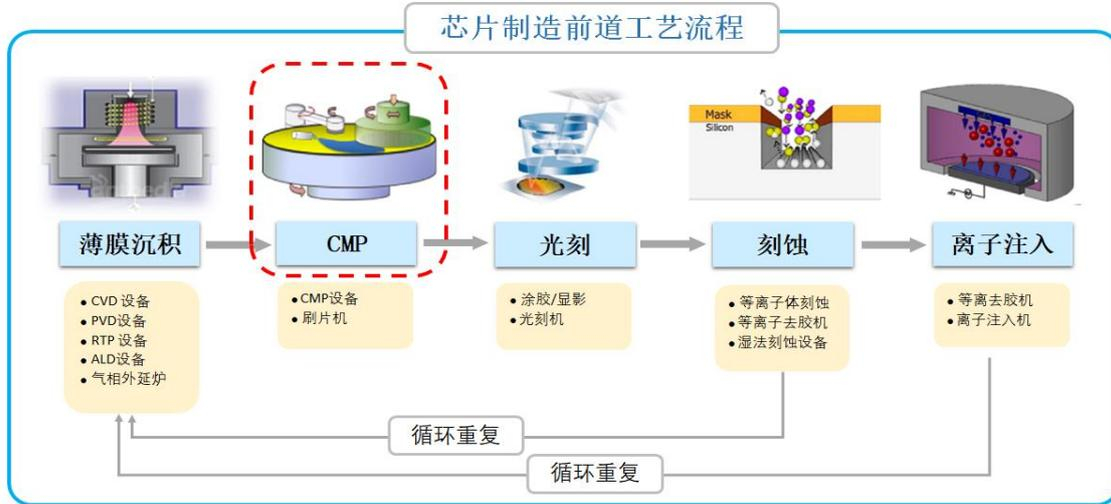 芯片制造前道工艺流程
Mask
Silicon
薄膜沉积
CMP
光刻
刻蚀
离子注入
● CVD 设备
● PVD设备
● RTP 设备
● ALD设备
● 气相外延炉
● CMP设备
● 刷片机
● 涂胶/显影
● 光刻机
● 等离子体刻蚀
● 等离子去胶机
● 湿法刻蚀设备
● 等离去胶机
● 离子注入机
循环重复
循环重复